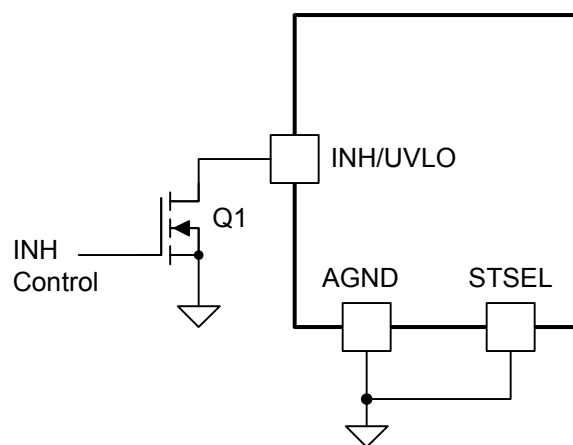 INH/UVLO
Q1
INH
Control
AGND
STSEL